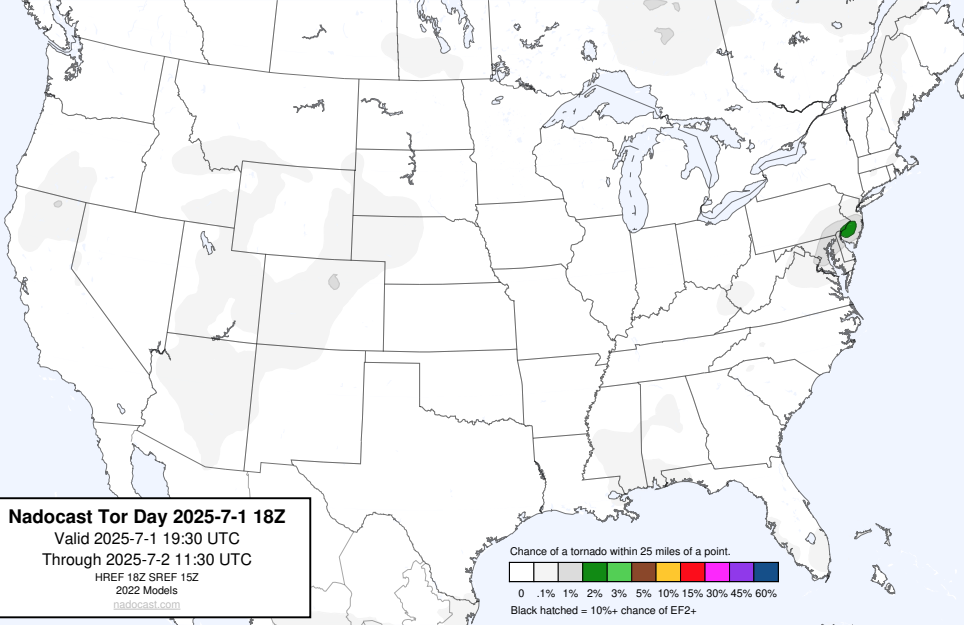 Nadocast Tor Day 2025-7-1 18Z
Valid 2025-7-1 19:30 UTC
Through 2025-7-2 11:30 UTC
HREF 18Z SREF 15Z
2022 Models
nadocast.com
Chance of a tornado within 25 miles of a point.
0 .1% 1% 2% 3% 5% 10% 15% 30% 45% 60%
Black hatched = 10%+ chance of EF2+